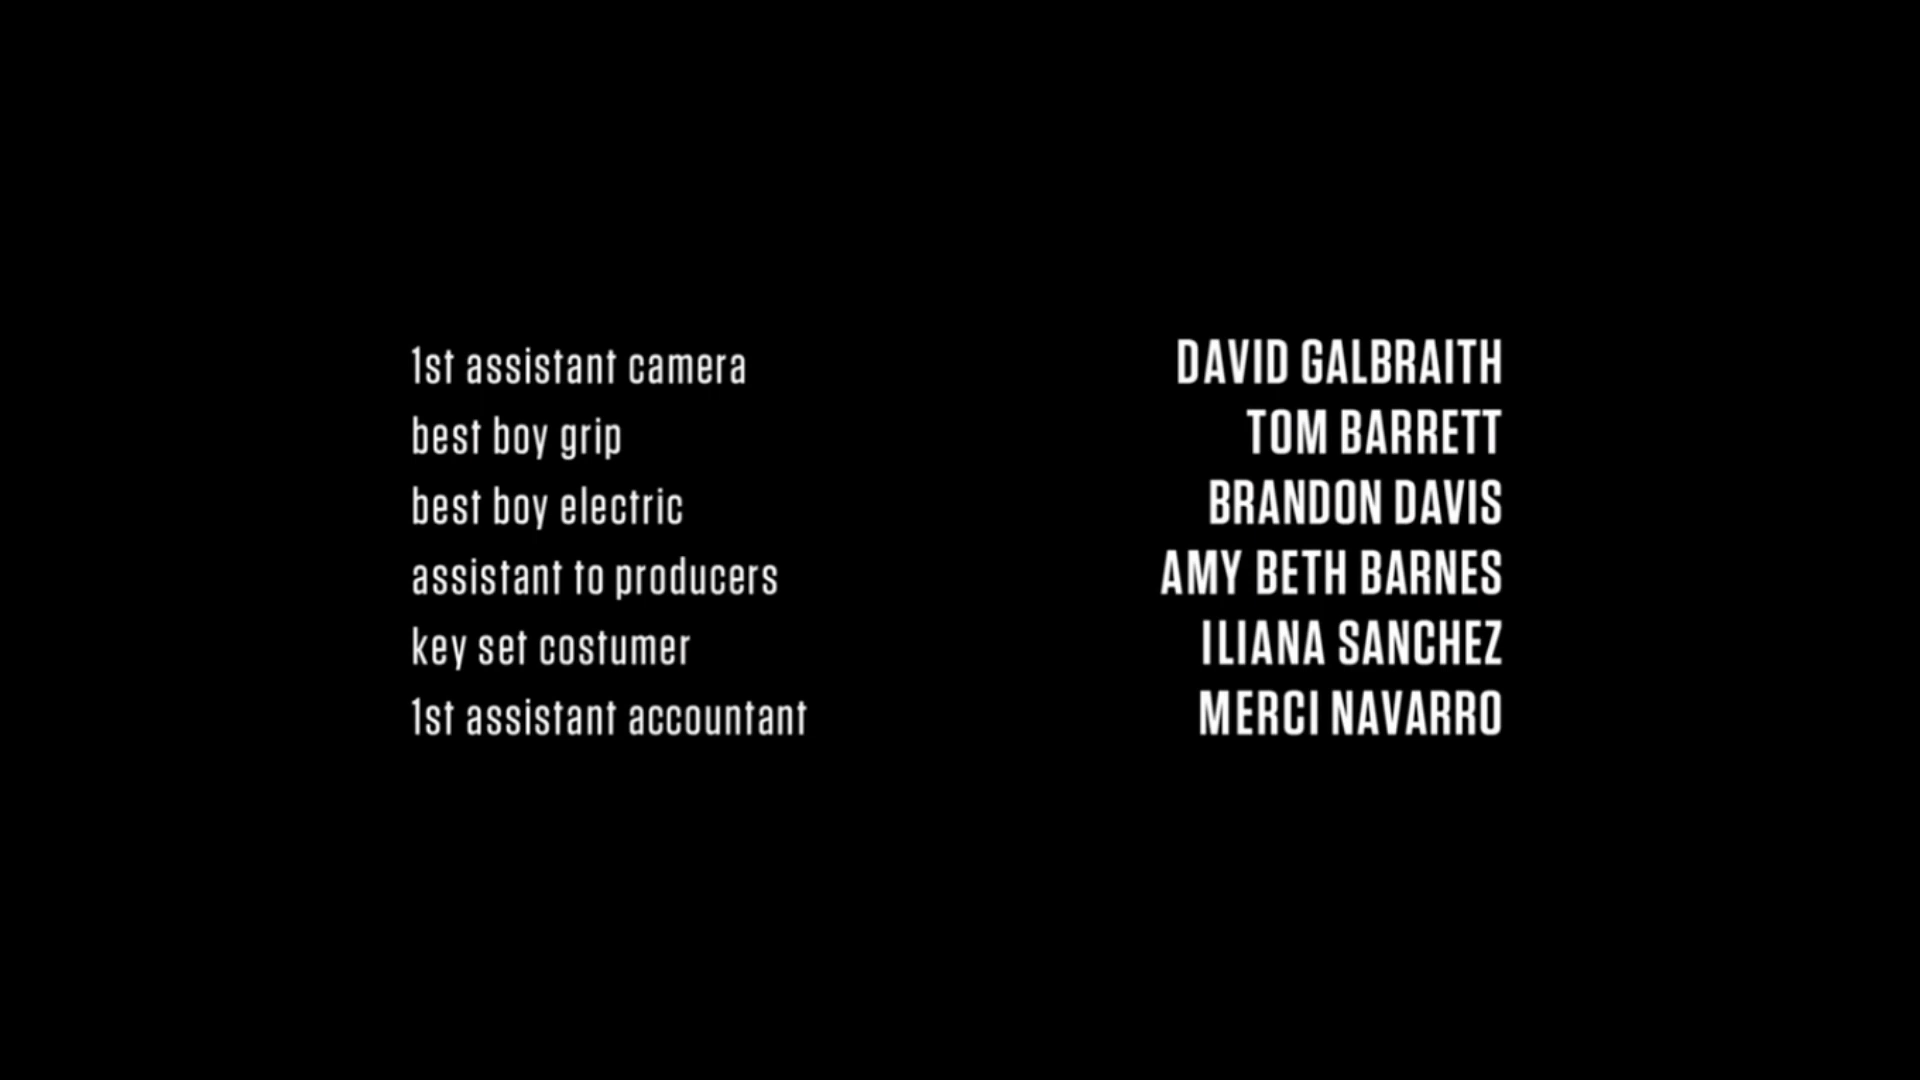 1st assistant camera DAVID GALBRAITH
best boy grip TOM BARRETT
best boy electric BRANDON DAVIS
assistant to producers AMY BETH BARNES
key set costumer ILIANA SANCHEZ
1st assistant accountant MERCI NAVARRO